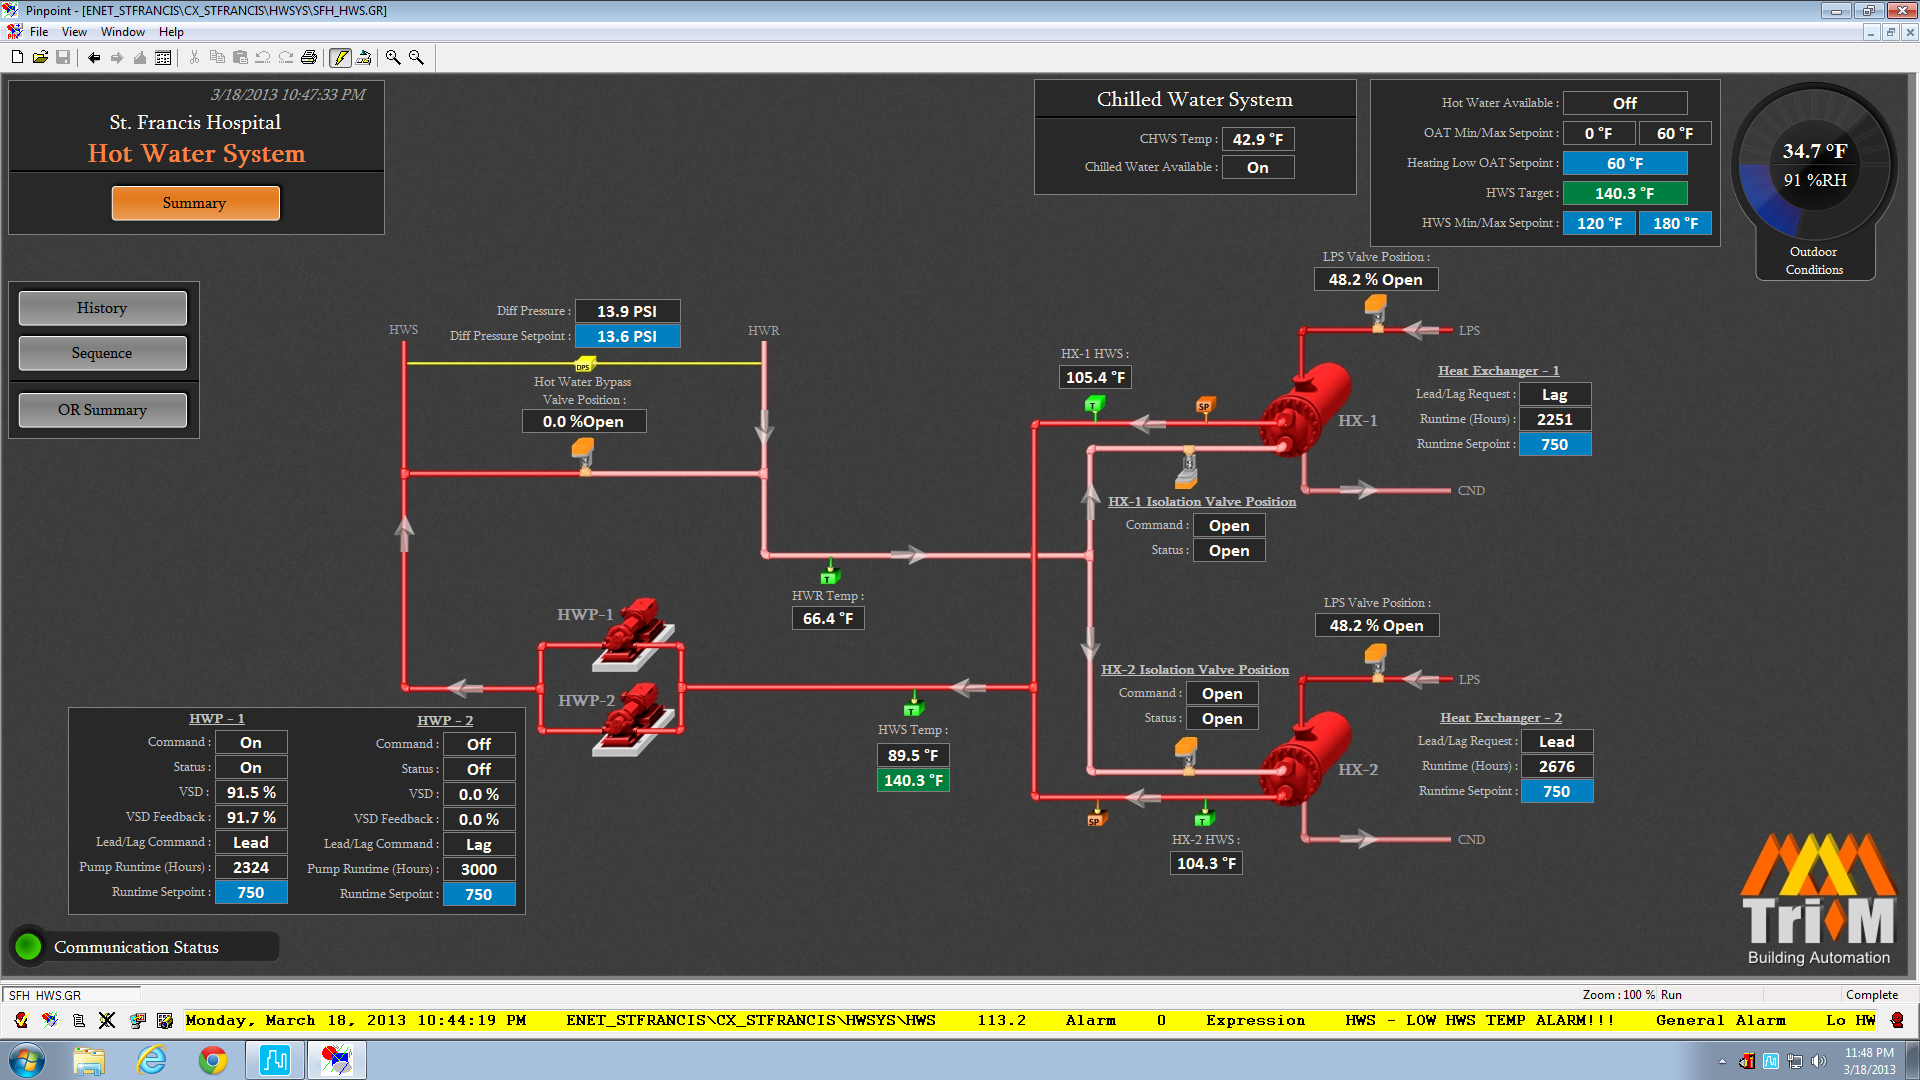 Pinpoint - [ENET_STFRANCIS\CX_STFRANCIS\HWSYS\SFH_HWS.GR]
File View Window Help
3/18/2013 10:47:33 PM
St. Francis Hospital
Hot Water System
Summary
Chilled Water System
CHWS Temp : 42.9 °F
Chilled Water Available : On
Hot Water Available : Off
OAT Min/Max Setpoint : 0 °F 60 °F
Heating Low OAT Setpoint : 60 °F
HWS Target : 140.3 °F
HWS Min/Max Setpoint : 120 °F 180 °F
34.7 °F
91 %RH
Outdoor
Conditions
History
Sequence
OR Summary
HWS
Diff Pressure : 13.9 PSI
Diff Pressure Setpoint : 13.6 PSI
HWR
DPS
Hot Water Bypass
Valve Position :
0.0 %Open
LPS Valve Position :
48.2 % Open
LPS
HX-1 HWS :
105.4 °F
T
SP
HX-1
Heat Exchanger - 1
Lead/Lag Request : Lag
Runtime (Hours) : 2251
Runtime Setpoint : 750
CND
HX-1 Isolation Valve Position
Command : Open
Status : Open
T
HWR Temp :
66.4 °F
HWP-1
HWP-2
T
HWS Temp :
89.5 °F
140.3 °F
LPS Valve Position :
48.2 % Open
LPS
HX-2 Isolation Valve Position
Command : Open
Status : Open
HX-2
Heat Exchanger - 2
Lead/Lag Request : Lead
Runtime (Hours) : 2676
Runtime Setpoint : 750
SP
T
HX-2 HWS :
104.3 °F
CND
HWP - 1
Command : On
Status : On
VSD : 91.5 %
VSD Feedback : 91.7 %
Lead/Lag Command : Lead
Pump Runtime (Hours) : 2324
Runtime Setpoint : 750
HWP - 2
Command : Off
Status : Off
VSD : 0.0 %
VSD Feedback : 0.0 %
Lead/Lag Command : Lag
Pump Runtime (Hours) : 3000
Runtime Setpoint : 750
Communication Status
TriM
Building Automation
SFH_HWS.GR
Zoom : 100 % Run Complete
Monday, March 18, 2013 10:44:19 PM ENET_STFRANCIS\CX_STFRANCIS\HWSYS\HWS 113.2 Alarm 0 Expression HWS - LOW HWS TEMP ALARM!!! General Alarm Lo HW
11:48 PM
3/18/2013